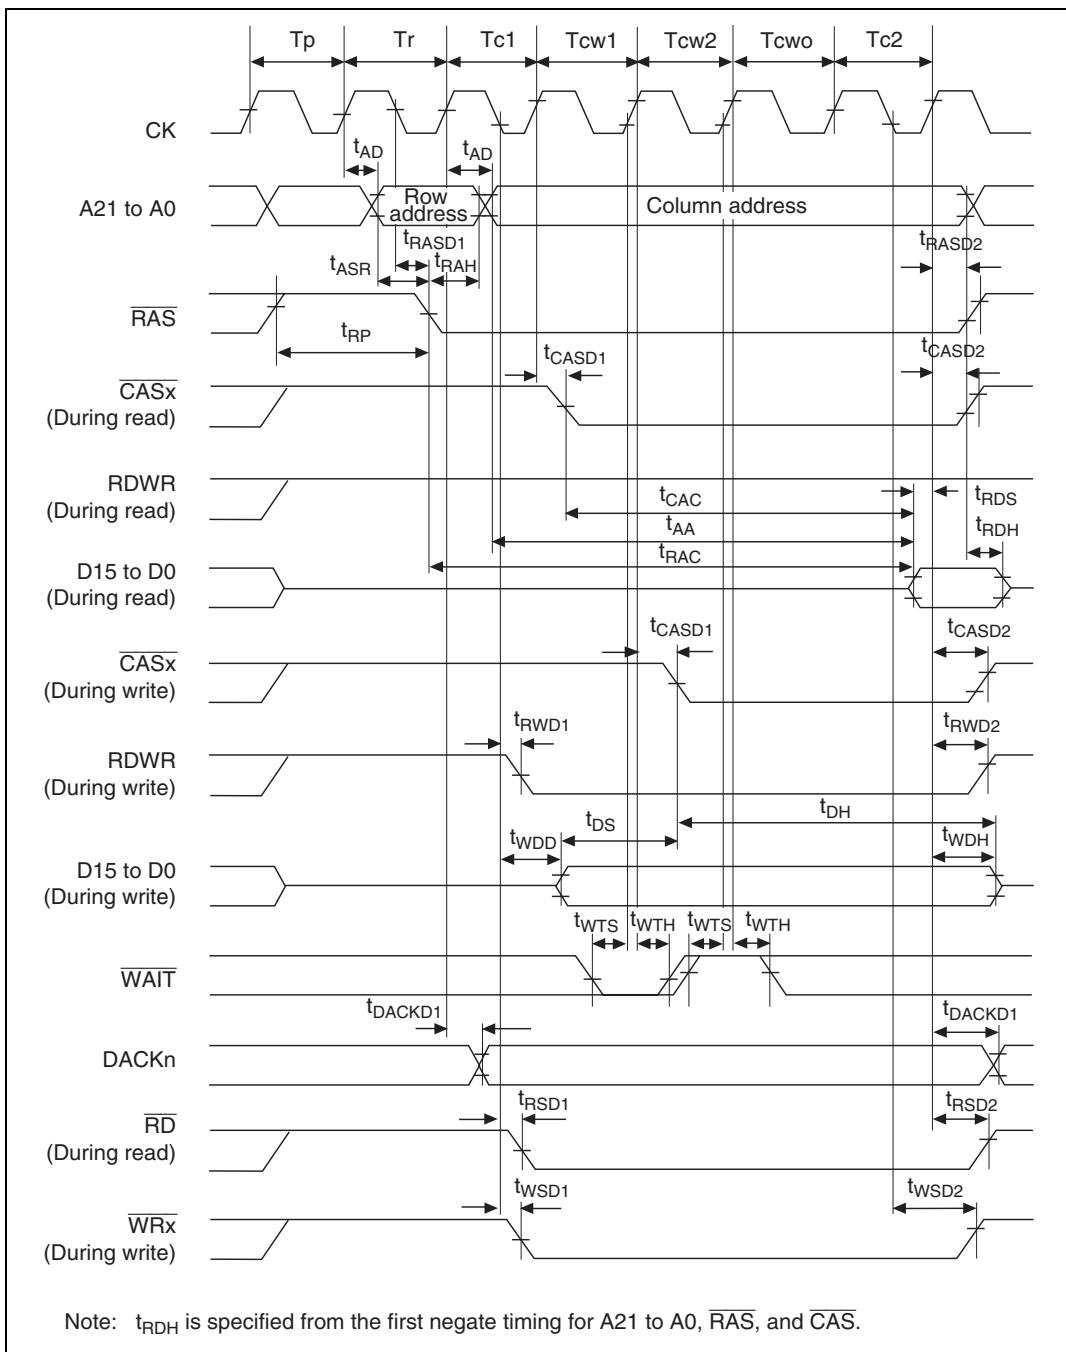 Tp Tr Tc1 Tcw1 Tcw2 Tcwo Tc2
CK
tAD tAD
A21 to A0
Row address
Column address
tRASD1 tRASD2
tASR tRAH
RAS
tRP
tCASD1 tCASD2
CASx
(During read)
RDWR
(During read)
tCAC tRDS
tAA tRDH
tRAC
D15 to D0
(During read)
tCASD1 tCASD2
CASx
(During write)
tRWD1 tRWD2
RDWR
(During write)
tDS tDH
tWDD tWDH
D15 to D0
(During write)
tWTS tWTH tWTS tWTH
WAIT
tDACKD1 tDACKD1
DACKn
tRSD1 tRSD2
RD
(During read)
tWSD1 tWSD2
WRx
(During write)
Note: tRDH is specified from the first negate timing for A21 to A0, RAS, and CAS.